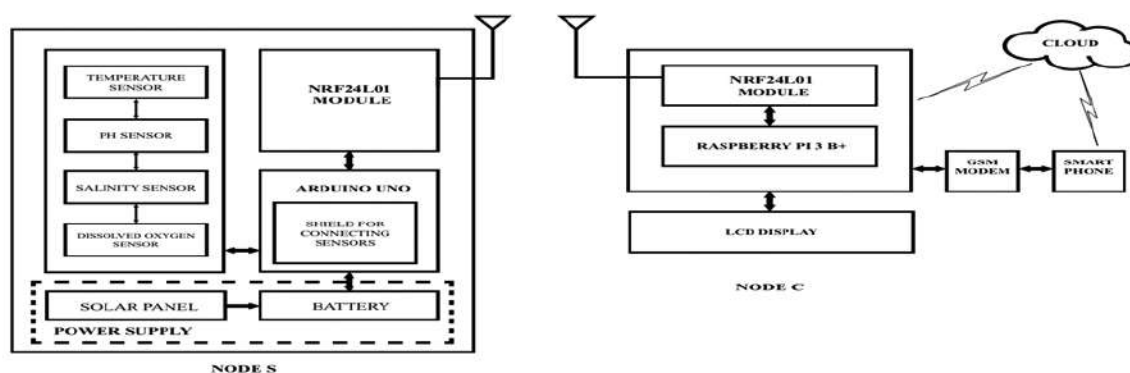 TEMPERATURE
SENSOR
PH SENSOR
SALINITY SENSOR
DISSOLVED OXYGEN
SENSOR
NRF24L01
MODULE
ARDUINO UNO
SHIELD FOR
CONNECTING
SENSORS
SOLAR PANEL
BATTERY
POWER SUPPLY
NODE S
NRF24L01
MODULE
RASPBERRY PI 3 B+
LCD DISPLAY
NODE C
CLOUD
GSM
MODEM
SMART
PHONE